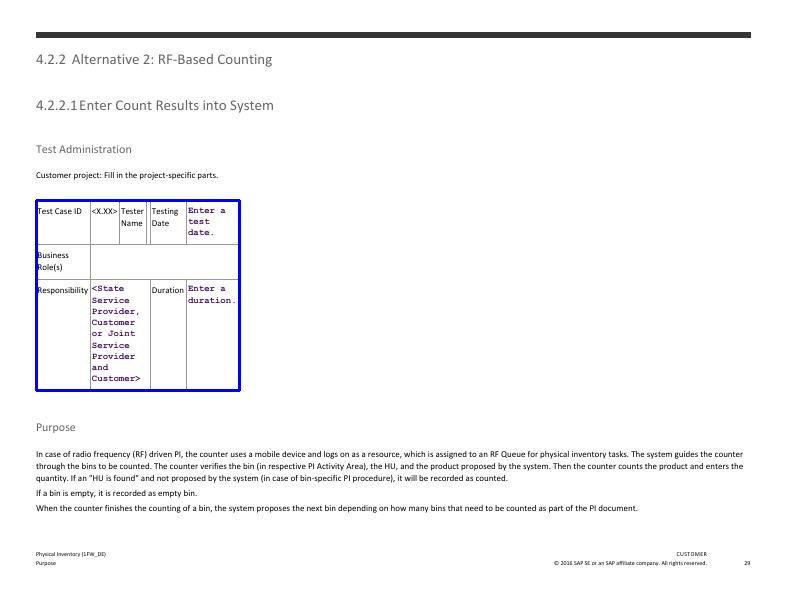 4.2.2 Alternative 2: RF-Based Counting
4.2.2.1Enter Count Results into System
Test Administration
Customer project: Fill in the project-specific parts.
Test Case ID <X.XX> Tester Testing Enter a
Name Date test
date.
Business
Role(s)
Responsibility <State Duration Enter a
Service duration.
Provider,
Customer
or Joint
Service
Provider
and
Customer>
Purpose
In case of radio frequency (RF) driven PI, the counter uses a mobile device and logs on as a resource, which is assigned to an RF Queue for physical inventory tasks. The system guides the counter
through the bins to be counted. The counter verifies the bin (in respective PI Activity Area), the HU, and the product proposed by the system. Then the counter counts the product and enters the
quantity. If an "HU is found" and not proposed by the system (in case of bin-specific PI procedure), it will be recorded as counted.
If a bin is empty, it is recorded as empty bin.
When the counter finishes the counting of a bin, the system proposes the next bin depending on how many bins that need to be counted as part of the PI document.
Physical Inventory (1FW_DE) CUSTOMER
Purpose © 2016 SAP SE or an SAP affiliate company. All rights reserved. 29